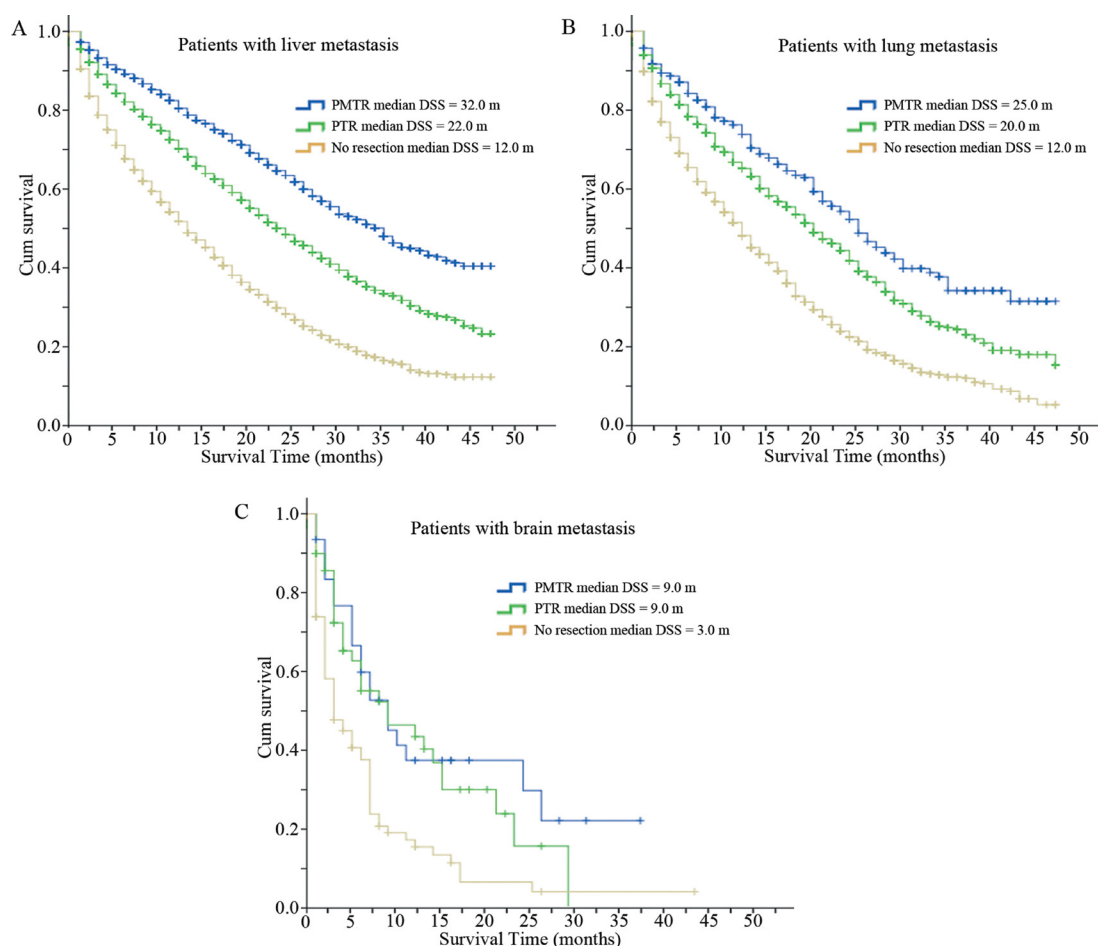 A
Patients with liver metastasis
PMTR median DSS = 32.0 m
PTR median DSS = 22.0 m
No resection median DSS = 12.0 m
Cum survival
1.0
0.8
0.6
0.4
0.2
0.0
0 5 10 15 20 25 30 35 40 45 50
Survival Time (months)
B
Patients with lung metastasis
PMTR median DSS = 25.0 m
PTR median DSS = 20.0 m
No resection median DSS = 12.0 m
Cum survival
1.0
0.8
0.6
0.4
0.2
0.0
0 5 10 15 20 25 30 35 40 45 50
Survival Time (months)
C
Patients with brain metastasis
PMTR median DSS = 9.0 m
PTR median DSS = 9.0 m
No resection median DSS = 3.0 m
Cum survival
1.0
0.8
0.6
0.4
0.2
0.0
0 5 10 15 20 25 30 35 40 45 50
Survival Time (months)